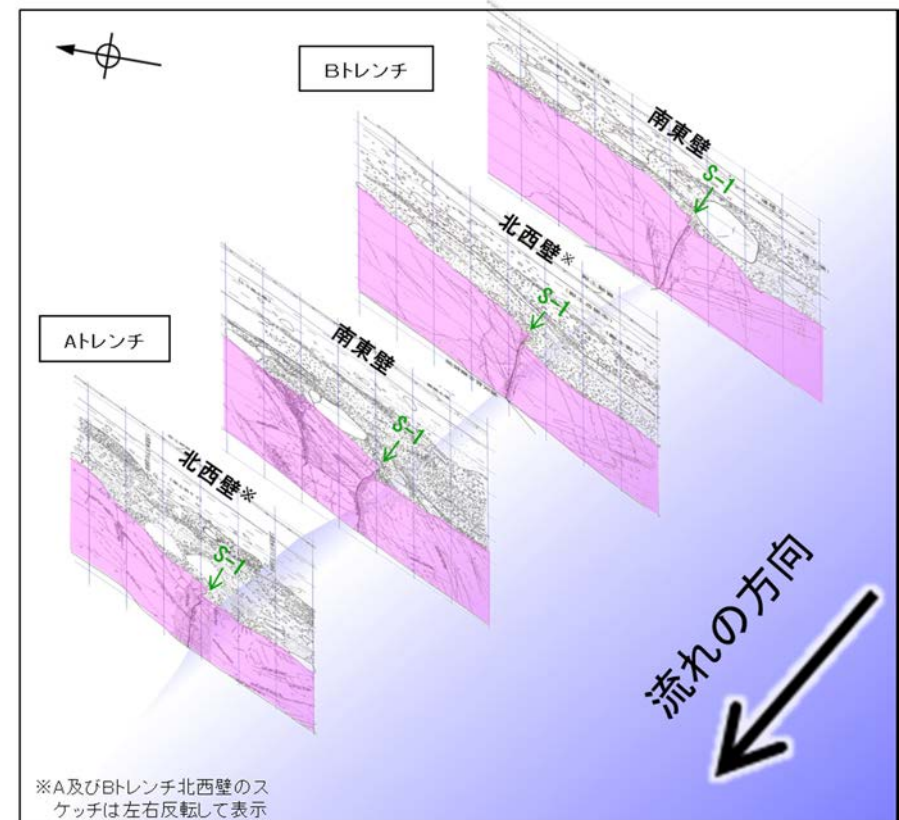 Bトレンチ
南東壁
S-1
北西壁※
S-1
Aトレンチ
南東壁
S-1
北西壁※
S-1
流れの方向
※A及びBトレンチ北西壁のス
ケッチは左右反転して表示